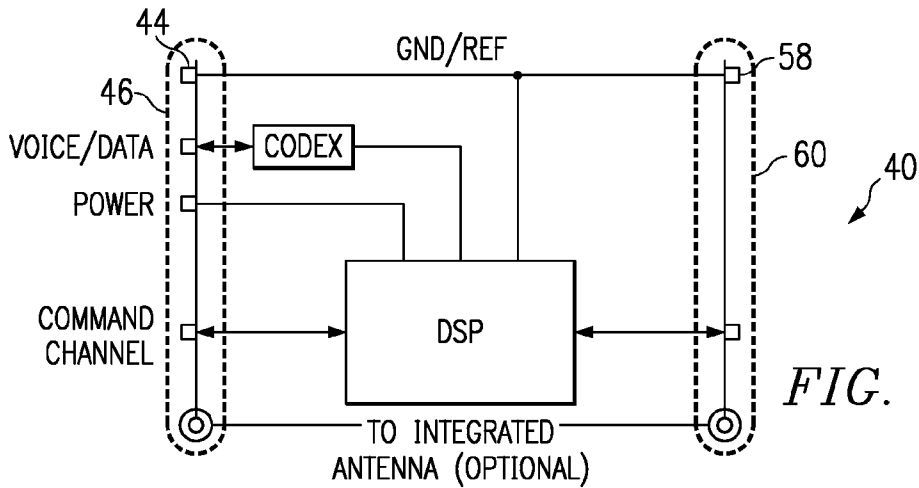 44
GND/REF
58
46
VOICE/DATA
CODEX
60
40
POWER
COMMAND
CHANNEL
DSP
FIG.
TO INTEGRATED
ANTENNA (OPTIONAL)